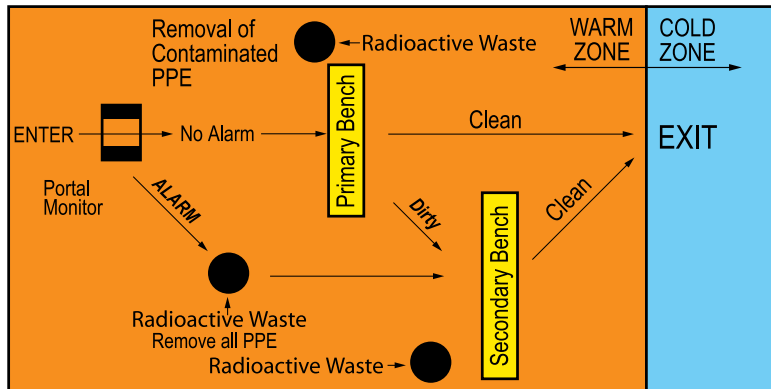 Removal of
Contaminated
PPE
Radioactive Waste
WARM
ZONE
COLD
ZONE
ENTER
No Alarm
Primary Bench
Clean
EXIT
Portal
Monitor
ALARM
Dirty
Clean
Secondary Bench
Radioactive Waste
Remove all PPE
Radioactive Waste